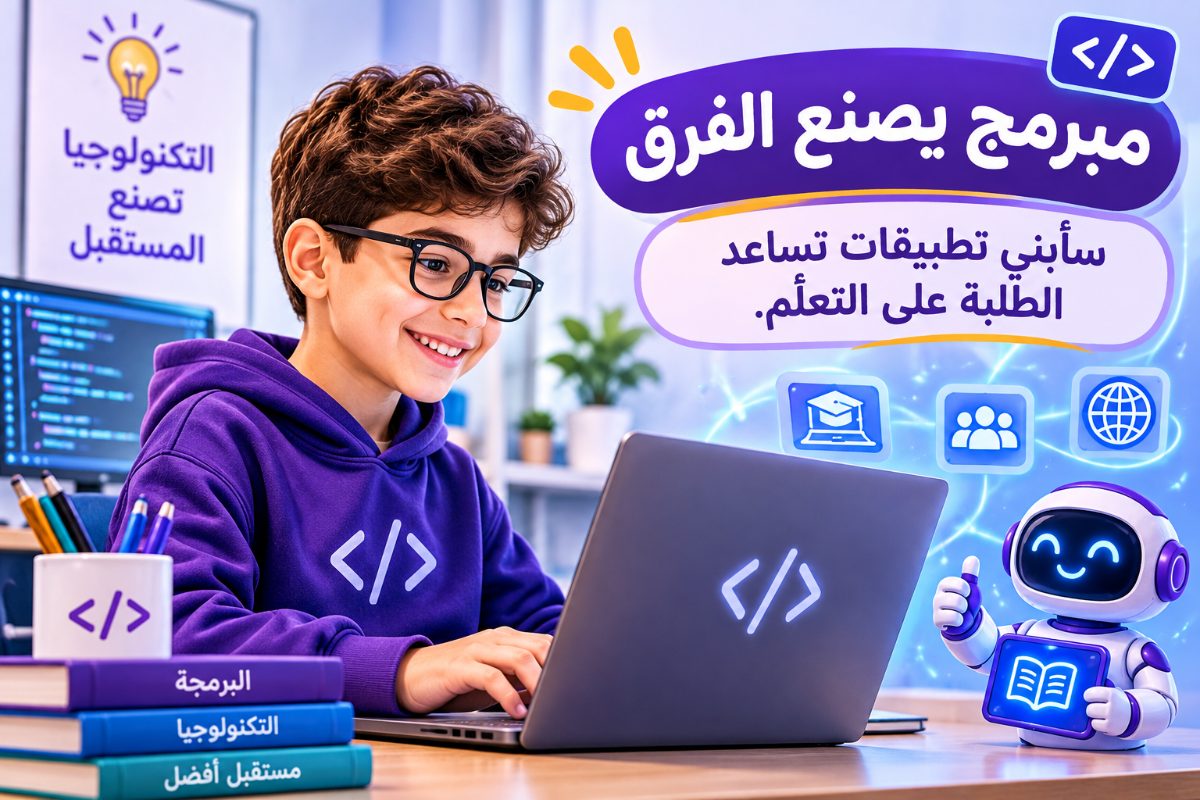 التكنولوجيا
تصنع
المستقبل
</>
مبرمج يصنع الفرق
سأبني تطبيقات تساعد
الطلبة على التعلّم.
</>
</>
</>
البرمجة
التكنولوجيا
مستقبل أفضل